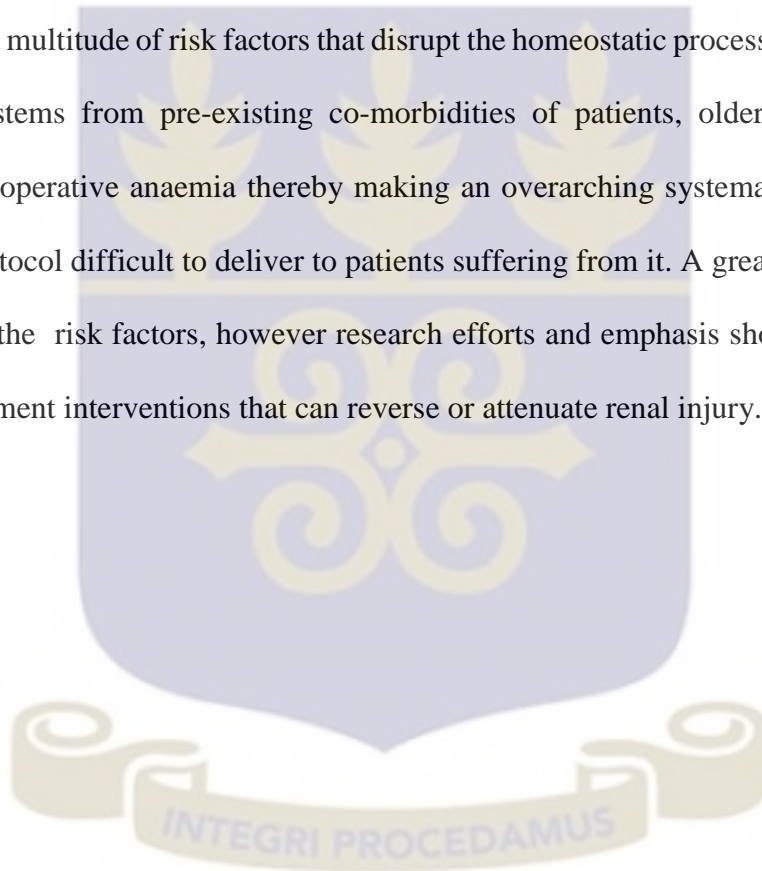 multitude of risk factors that disrupt the homeostatic process
stems from pre-existing co-morbidities of patients, older
operative anaemia thereby making an overarching systema
tocol difficult to deliver to patients suffering from it. A grea
the risk factors, however research efforts and emphasis sho
ment interventions that can reverse or attenuate renal injury.
INTEGRI PROCEDAMUS